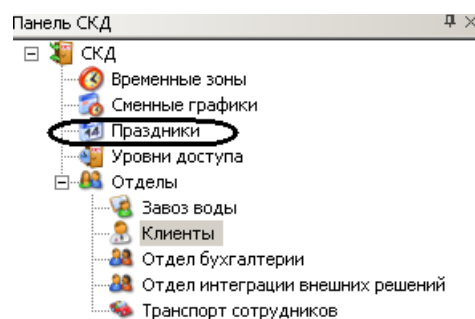 Панель СКД
СКД
Временные зоны
Сменные графики
Праздники
Уровни доступа
Отделы
Завоз воды
Клиенты
Отдел бухгалтерии
Отдел интеграции внешних решений
Транспорт сотрудников